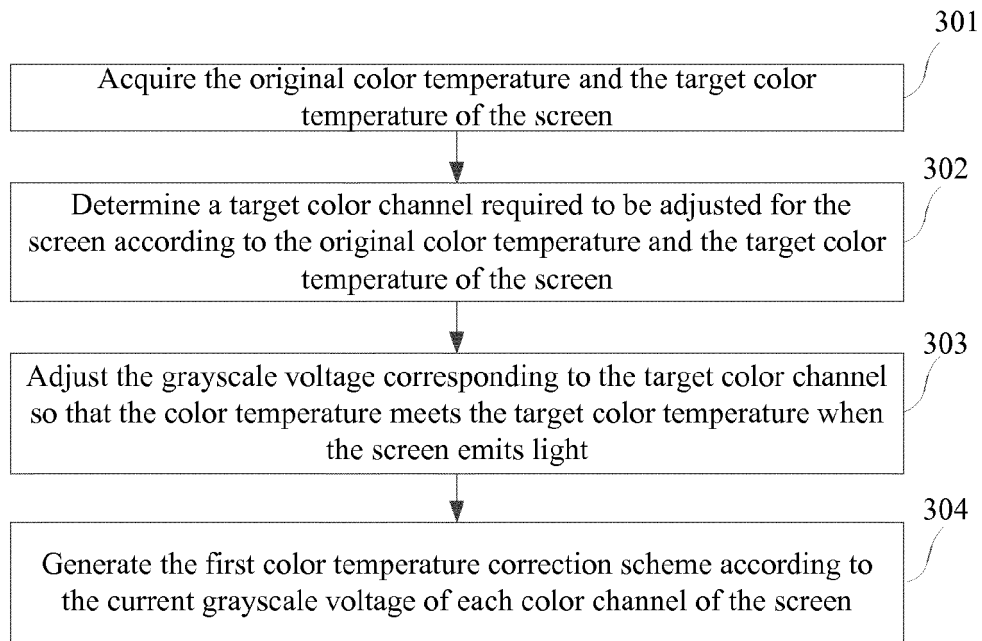 301
Acquire the original color temperature and the target color
temperature of the screen
302
Determine a target color channel required to be adjusted for the
screen according to the original color temperature and the target color
temperature of the screen
303
Adjust the grayscale voltage corresponding to the target color channel
so that the color temperature meets the target color temperature when
the screen emits light
304
Generate the first color temperature correction scheme according to
the current grayscale voltage of each color channel of the screen